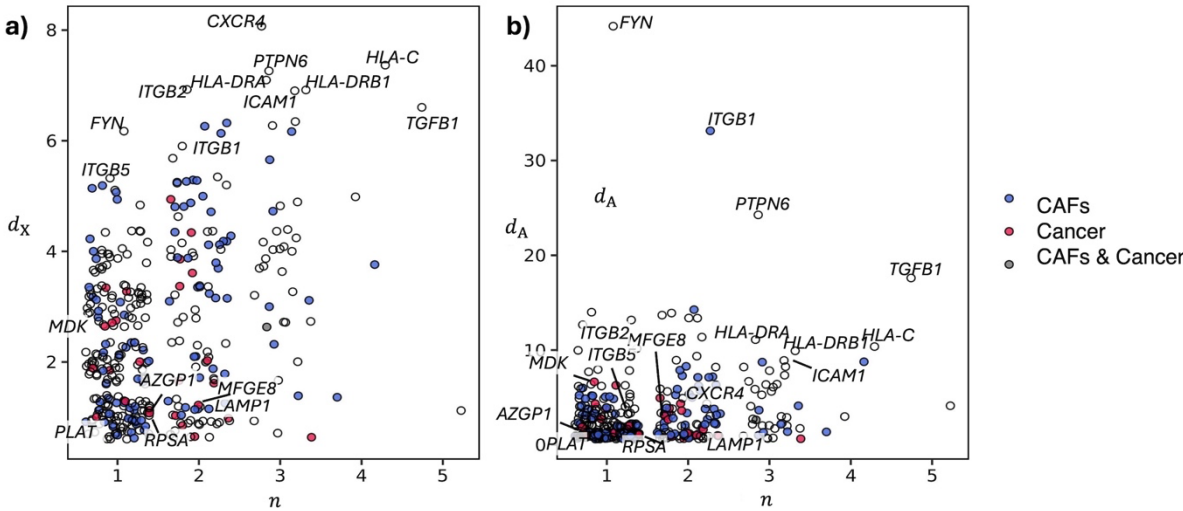 a)
CXCR4
PTPN6
HLA-C
ITGB2
HLA-DRA
HLA-DRB1
ICAM1
TGFB1
FYN
ITGB1
ITGB5
MDK
AZGP1
MFGE8
LAMP1
PLAT
RPSA
8
6
4
2
dX
1 2 3 4 5
n
b)
FYN
ITGB1
dA
PTPN6
TGFB1
ITGB2
MFGE8
HLA-DRA
HLA-DRB1
HLA-C
MDK
ITGB5
ICAM1
CXCR4
AZGP1
PLAT
RPSA
LAMP1
40
30
20
10
0
dA
1 2 3 4 5
n
CAFs
Cancer
CAFs & Cancer